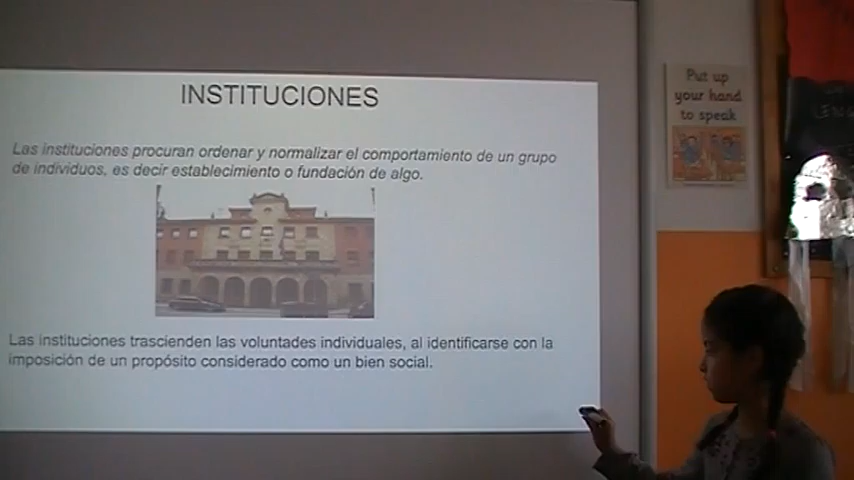 INSTITUCIONES
Las instituciones procuran ordenar y normalizar el comportamiento de un grupo
de individuos, es decir establecimiento o fundación de algo.
Las instituciones trascienden las voluntades individuales, al identificarse con la
imposición de un propósito considerado como un bien social.
Put up
your hand
to speak